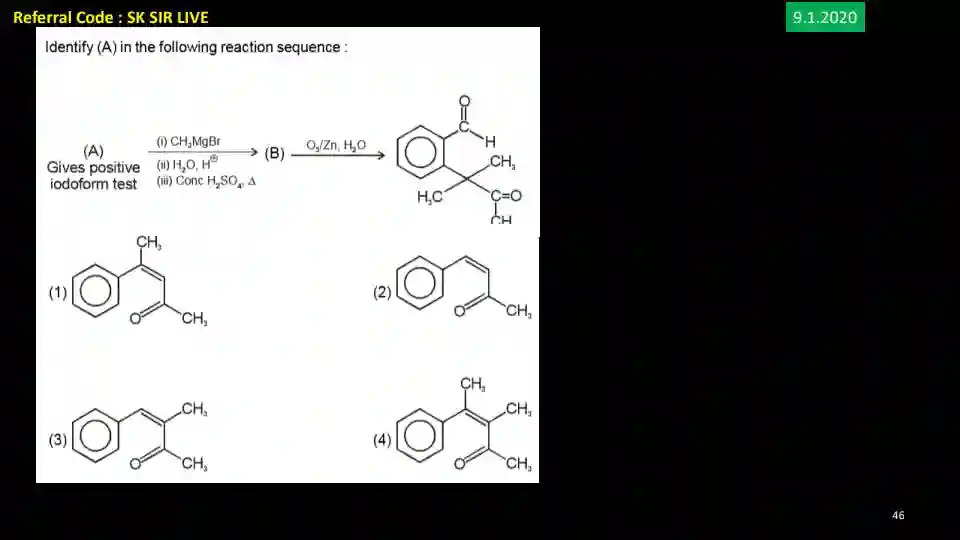 Referral Code : SK SIR LIVE
9.1.2020
Identify (A) in the following reaction sequence :
(A)
Gives positive
iodoform test
(i) CH₃MgBr
(ii) H₂O, H⊕
(iii) Conc H₂SO₄, Δ
(B)
O₃/Zn, H₂O
O
C
H
CH₃
H₃C
C=O
CH
(1)
CH₃
O
CH₃
(2)
O
CH₃
(3)
CH₃
O
CH₃
(4)
CH₃
CH₃
O
CH₃
46